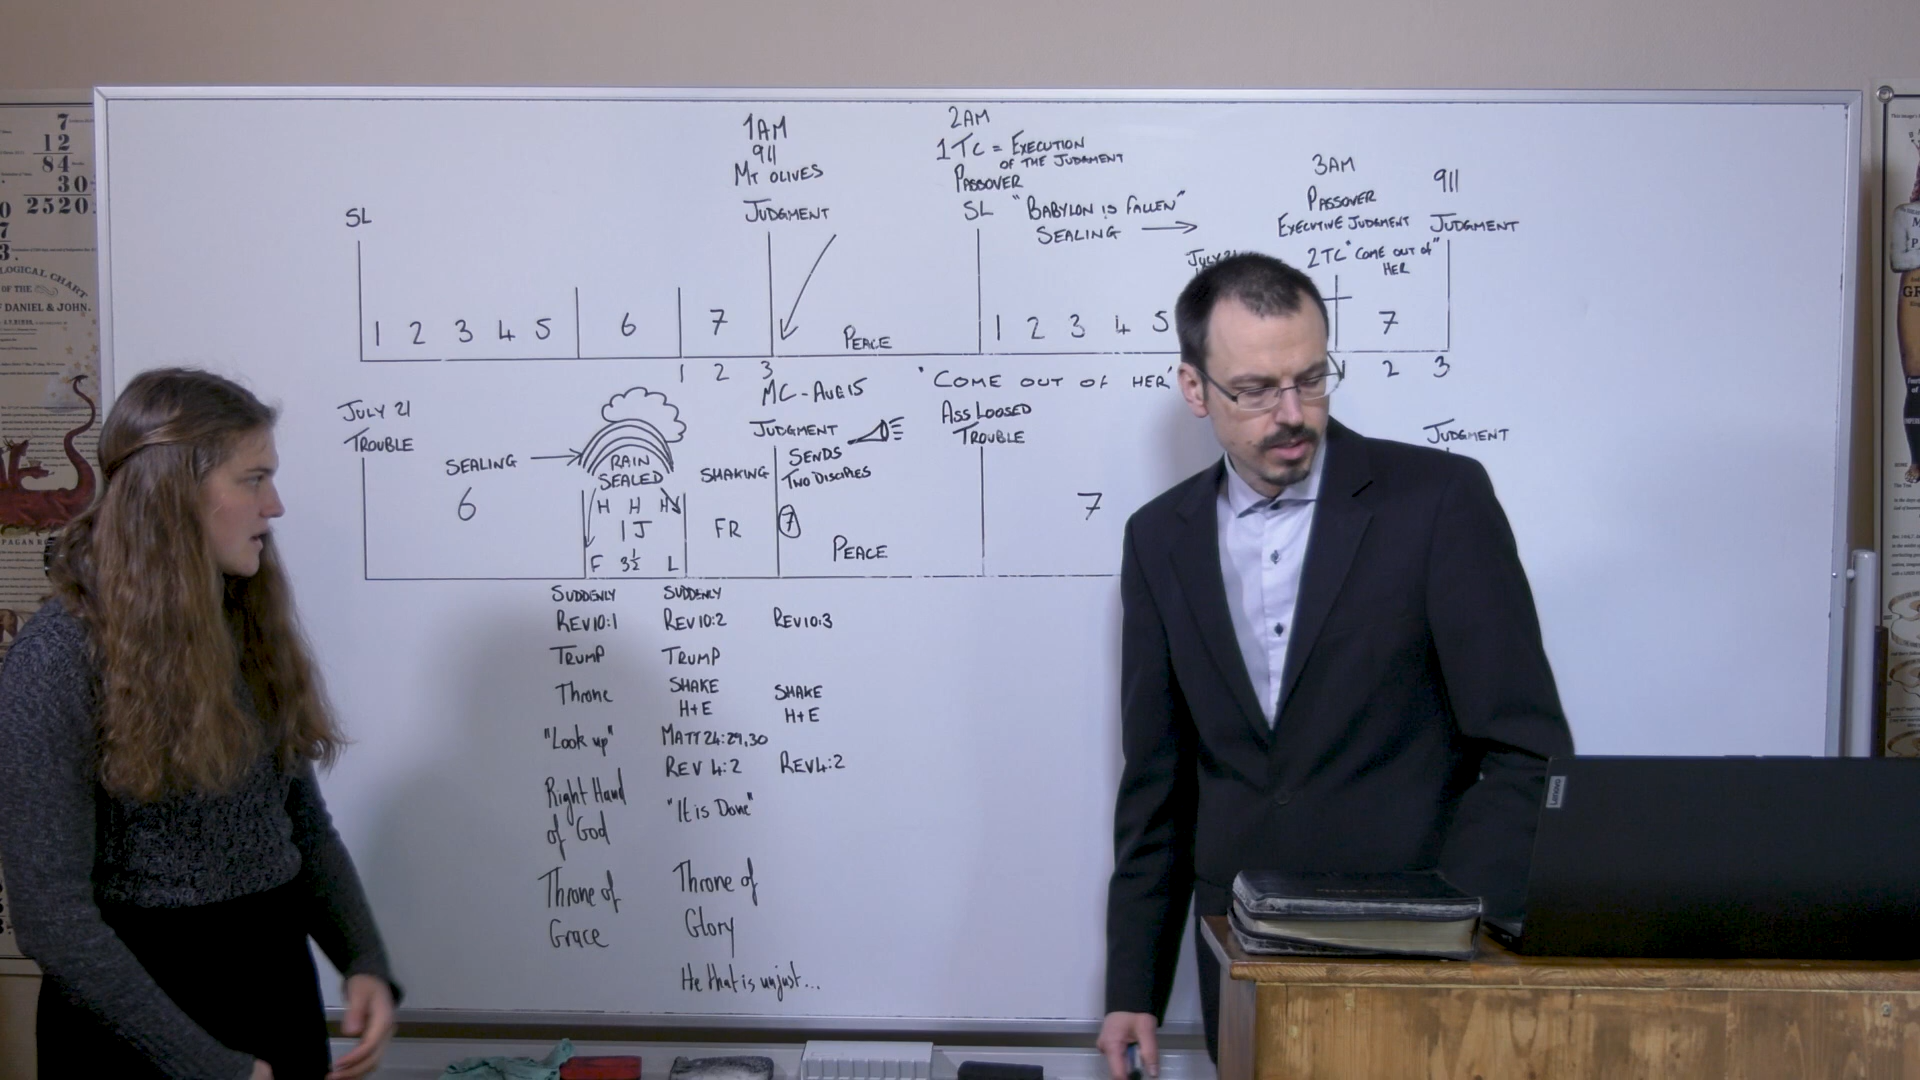 1AM
911
MT OLIVES
JUDGMENT
2AM
1TC = EXECUTION
OF THE JUDGMENT
PASSOVER
SL "BABYLON IS FALLEN"
SEALING
3AM
PASSOVER
EXECUTIVE JUDGMENT
2TC "COME OUT OF"
HER
911
JUDGMENT
SL
JULY 21
1 2 3 4 5 6 7
PEACE
1 2 3 4 5
7
1 2 3
2 3
MC - AUG 15
"COME OUT OF HER"
JULY 21
TROUBLE
SEALING
6
RAIN
SEALED
H H H
1 J
F 3½ L
SHAKING
FR
JUDGMENT
SENDS
TWO DISCIPLES
7
PEACE
ASS LOOSED
TROUBLE
7
JUDGMENT
SUDDENLY SUDDENLY
REV 10:1 REV 10:2 REV 10:3
TRUMP TRUMP
Throne SHAKE SHAKE
H+E H+E
"Look up" MATT 24:29,30
REV 4:2 REV 4:2
Right Hand
of God
"It is Done"
Throne of
Grace
Throne of
Glory
He that is unjust...
7
12
84
30
2520
OF THE
DANIEL & JOHN.
Lenovo